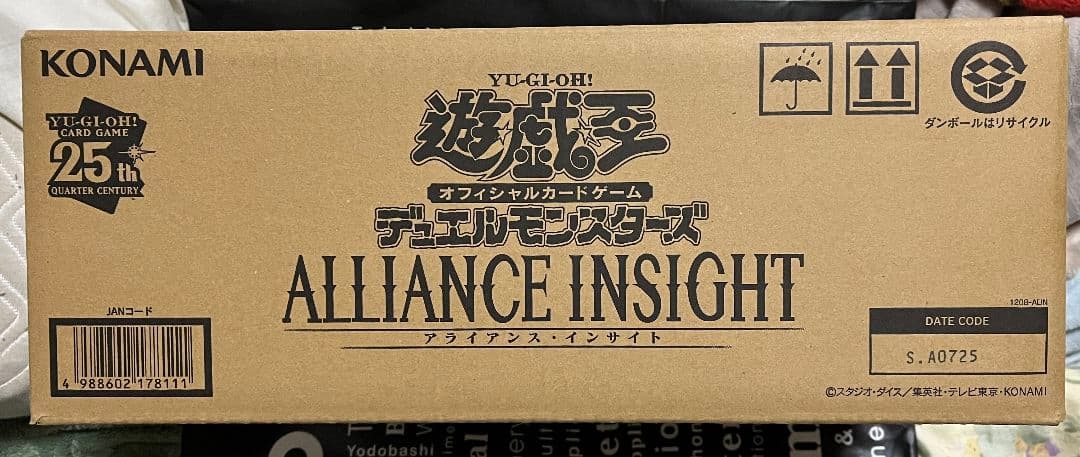 KONAMI
YU-GI-OH!
CARD GAME
25th
QUARTER CENTURY
YU-GI-OH!
遊戯王
オフィシャルカードゲーム
デュエルモンスターズ
ALLIANCE INSIGHT
アライアンス・インサイト
ダンボールはリサイクル
JANコード
4 988602 178111
1208-ALIN
DATE CODE
S.A0725
©スタジオ・ダイス/集英社・テレビ東京・KONAMI
Yodobashi